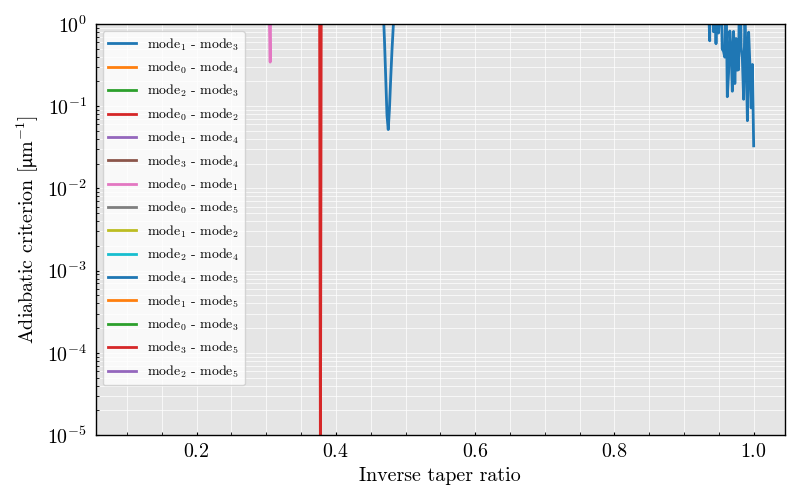 10⁰
10⁻¹
10⁻²
10⁻³
10⁻⁴
10⁻⁵
Adiabatic criterion [µm⁻¹]
mode₁ - mode₃
mode₀ - mode₄
mode₂ - mode₃
mode₀ - mode₂
mode₁ - mode₄
mode₃ - mode₄
mode₀ - mode₁
mode₀ - mode₅
mode₁ - mode₂
mode₂ - mode₄
mode₄ - mode₅
mode₁ - mode₅
mode₀ - mode₃
mode₃ - mode₅
mode₂ - mode₅
0.2 0.4 0.6 0.8 1.0
Inverse taper ratio